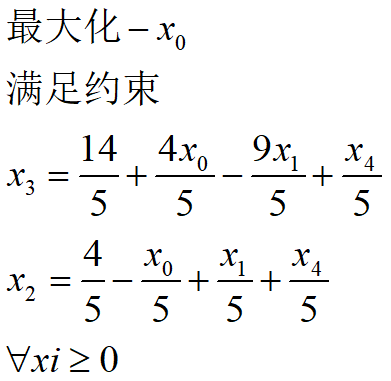 最大化 − x₀
满足约束
x₃ = 14/5 + 4x₀/5 − 9x₁/5 + x₄/5
x₂ = 4/5 − x₀/5 + x₁/5 + x₄/5
∀xi ≥ 0